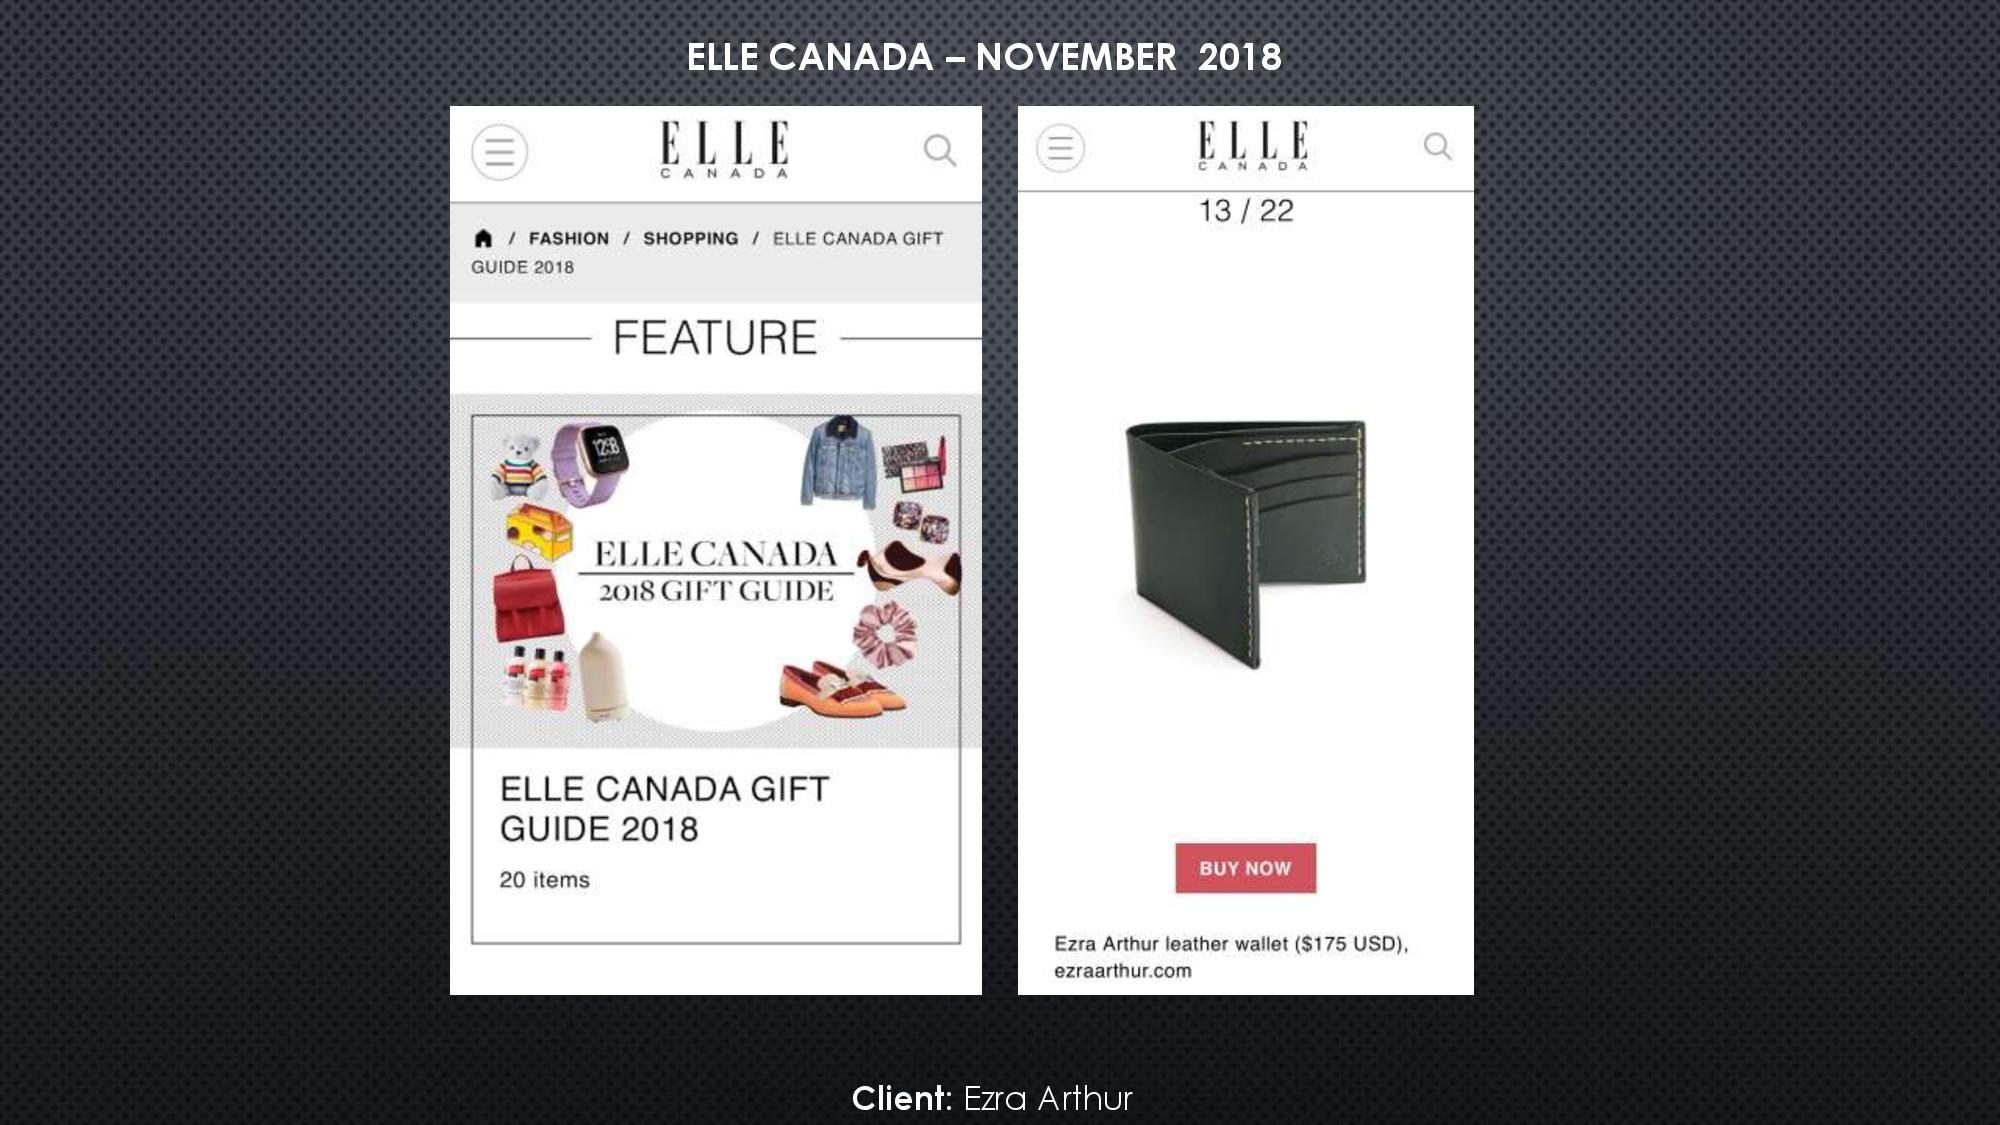 ELLE CANADA – NOVEMBER 2018
ELLE
CANADA
/ FASHION / SHOPPING / ELLE CANADA GIFT
GUIDE 2018
FEATURE
ELLE CANADA
2018 GIFT GUIDE
ELLE CANADA GIFT
GUIDE 2018
20 items
ELLE
CANADA
13 / 22
BUY NOW
Ezra Arthur leather wallet ($175 USD),
ezraarthur.com
Client: Ezra Arthur